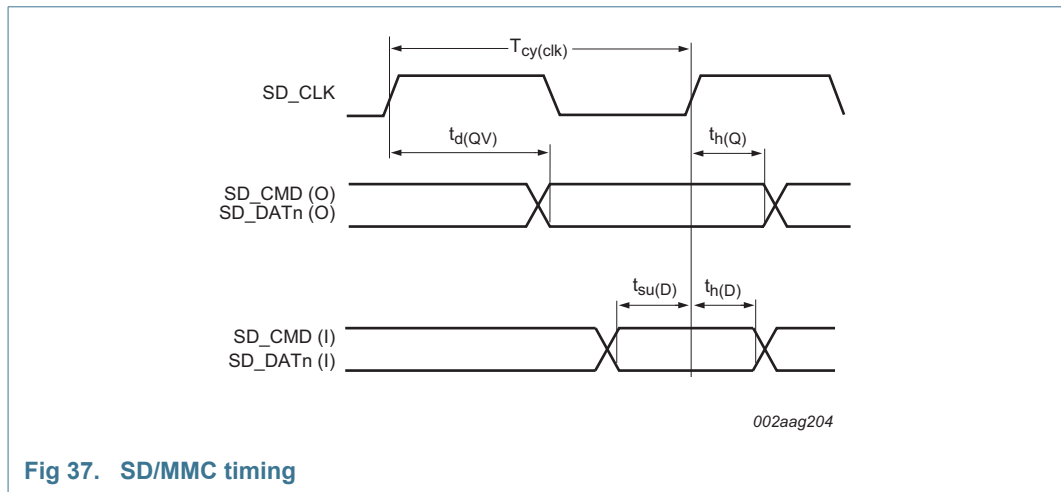 Tcy(clk)
SD_CLK
td(QV)
th(Q)
SD_CMD (O)
SD_DATn (O)
tsu(D)
th(D)
SD_CMD (I)
SD_DATn (I)
002aag204
Fig 37. SD/MMC timing